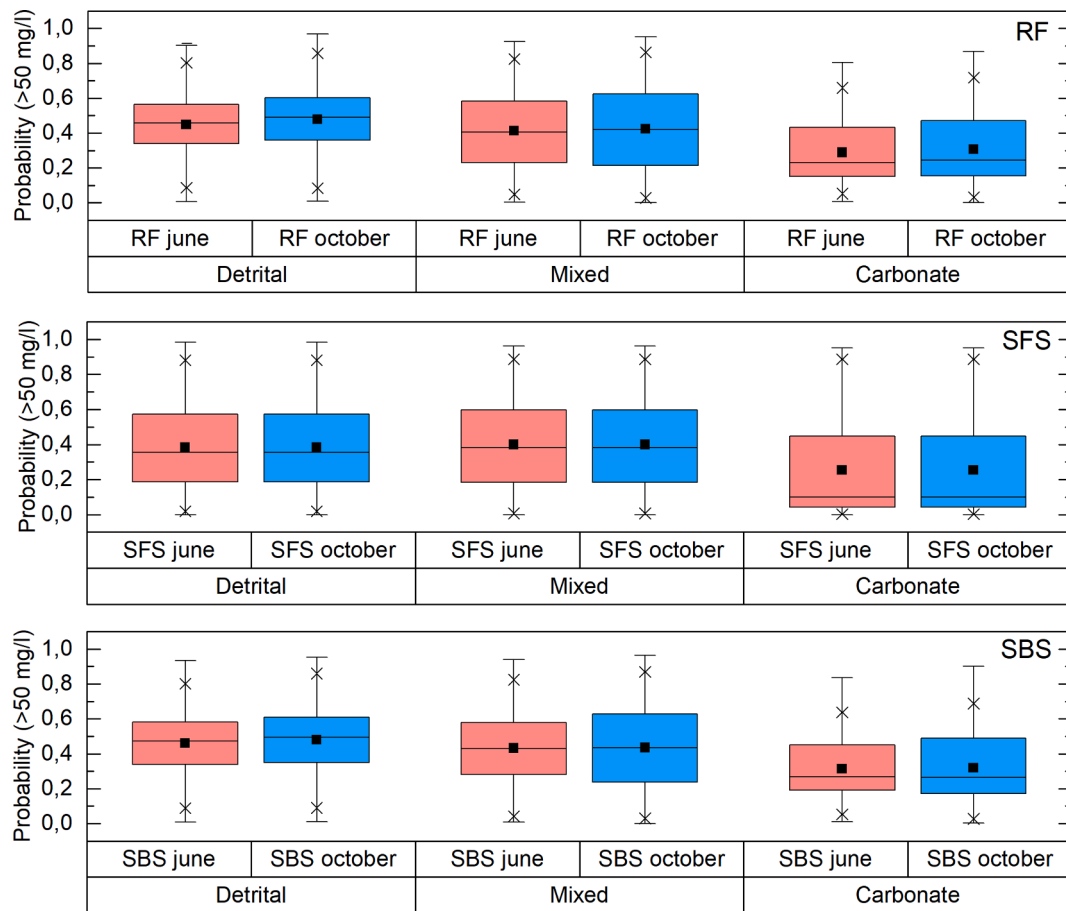 RF
Probability (>50 mg/l)
1,0
0,8
0,6
0,4
0,2
0,0
RF june RF october RF june RF october RF june RF october
Detrital Mixed Carbonate
SFS
Probability (>50 mg/l)
1,0
0,8
0,6
0,4
0,2
0,0
SFS june SFS october SFS june SFS october SFS june SFS october
Detrital Mixed Carbonate
SBS
Probability (>50 mg/l)
1,0
0,8
0,6
0,4
0,2
0,0
SBS june SBS october SBS june SBS october SBS june SBS october
Detrital Mixed Carbonate